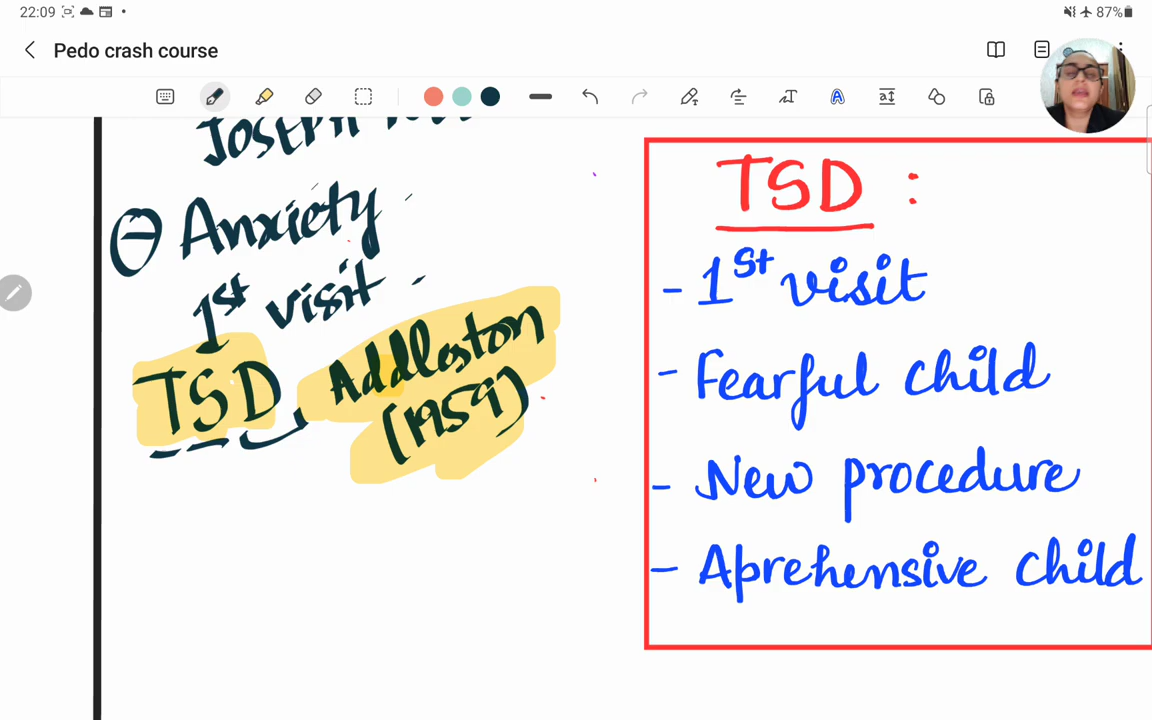 22:09
87%
Pedo crash course
Joseph
⊖ Anxiety
1st visit
TSD, Addleston
(1959)
TSD :
- 1st visit
- Fearful child
- New procedure
- Aprehensive child